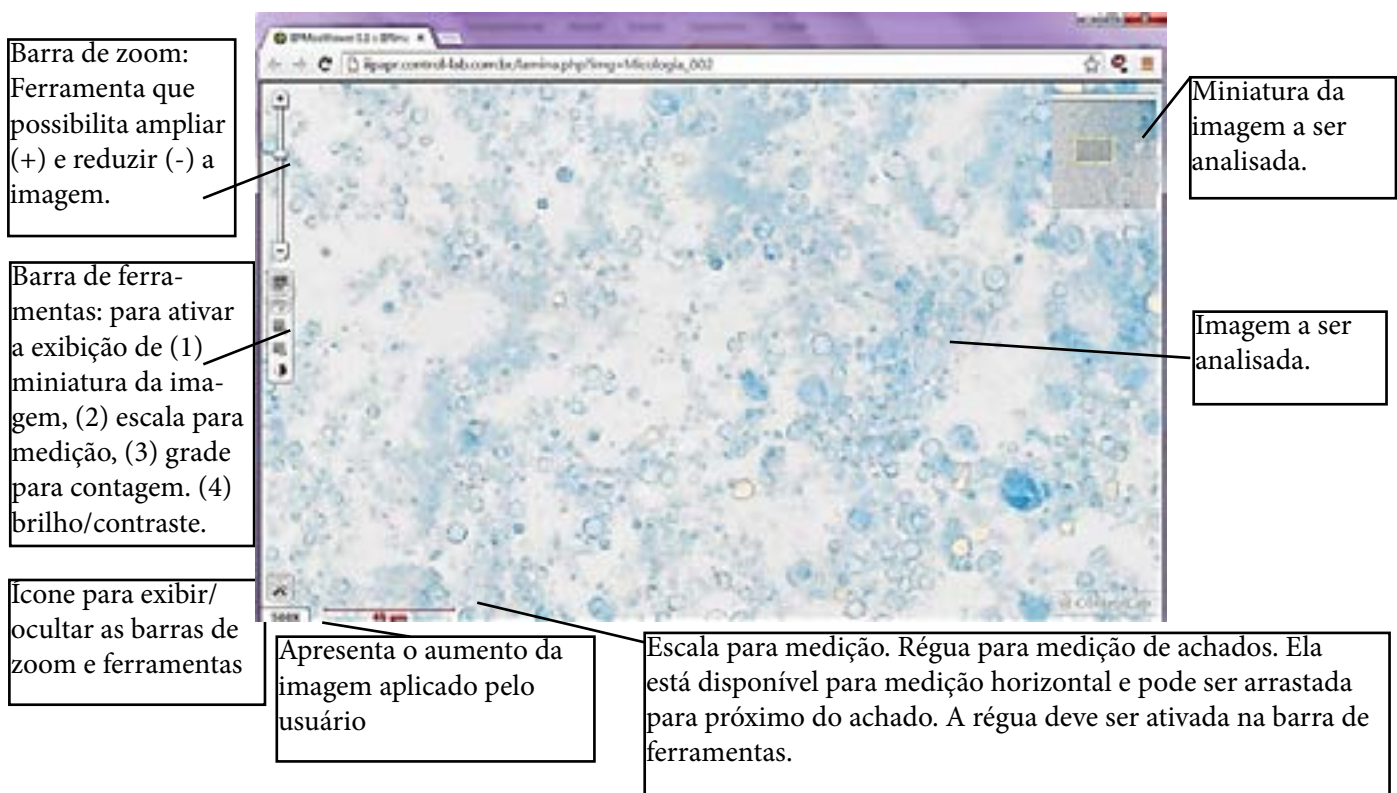 Barra de zoom:
Ferramenta que
possibilita ampliar
(+) e reduzir (-) a
imagem.
Miniatura da
imagem a ser
analisada.
Barra de ferra-
mentas: para ativar
a exibição de (1)
miniatura da ima-
gem, (2) escala para
medição, (3) grade
para contagem. (4)
brilho/contraste.
Imagem a ser
analisada.
Ícone para exibir/
ocultar as barras de
zoom e ferramentas
Apresenta o aumento da
imagem aplicado pelo
usuário
Escala para medição. Régua para medição de achados. Ela
está disponível para medição horizontal e pode ser arrastada
para próximo do achado. A régua deve ser ativada na barra de
ferramentas.